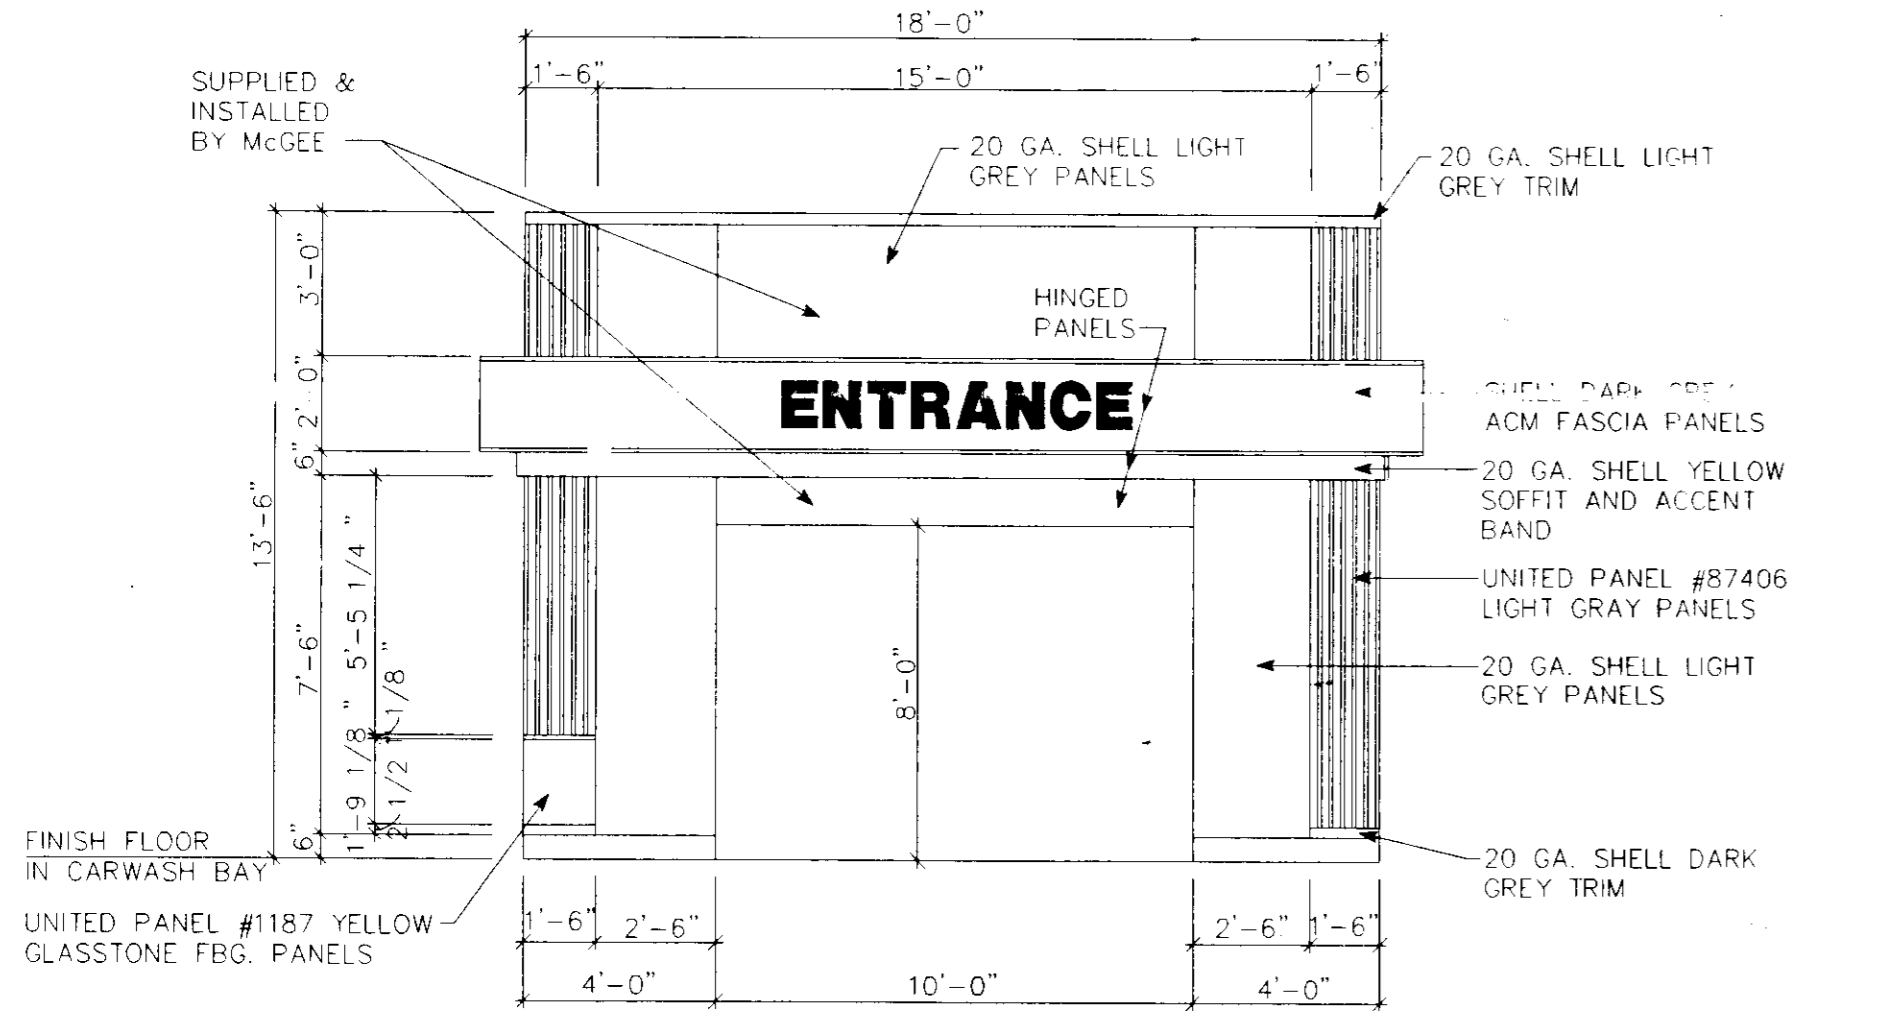 18'-0"
1'-6"
15'-0"
1'-6"
SUPPLIED &
INSTALLED
BY McGEE
20 GA. SHELL LIGHT
GREY PANELS
20 GA. SHELL LIGHT
GREY TRIM
HINGED
PANELS
ENTRANCE
SHELL DARK GREY
ACM FASCIA PANELS
20 GA. SHELL YELLOW
SOFFIT AND ACCENT
BAND
UNITED PANEL #87406
LIGHT GRAY PANELS
20 GA. SHELL LIGHT
GREY PANELS
20 GA. SHELL DARK
GREY TRIM
13'-6"
3'-0"
2'-0"
6"
7'-6"
6"
5'-5 1/4 "
1/8 "
1'-9 1/8 "
2 1/2 "
8'-0"
FINISH FLOOR
IN CARWASH BAY
UNITED PANEL #1187 YELLOW
GLASSTONE FBG. PANELS
1'-6"
2'-6"
2'-6"
1'-6"
4'-0"
10'-0"
4'-0"